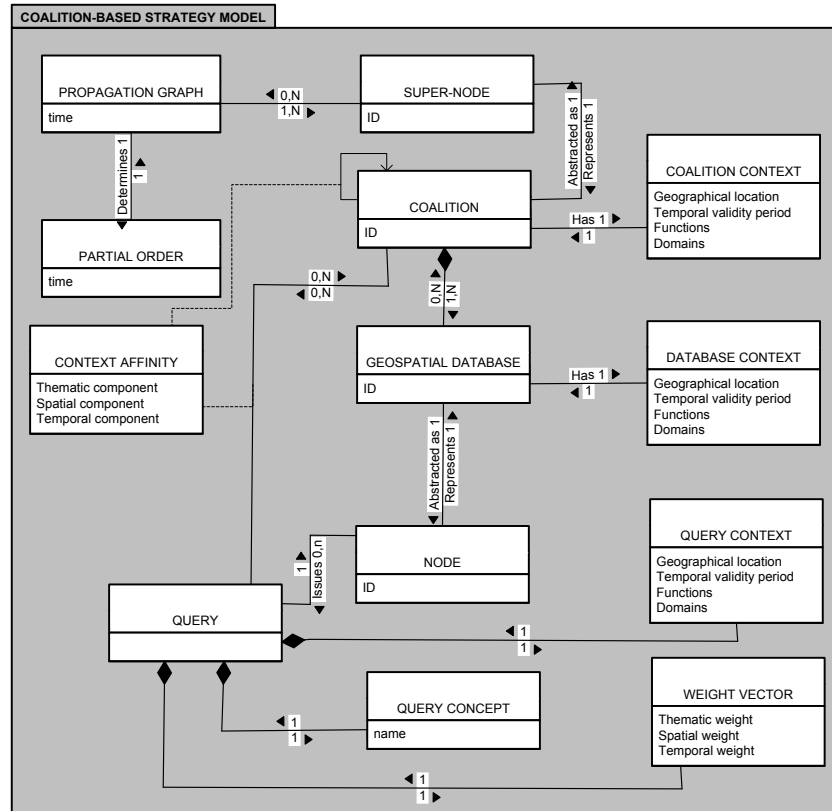 COALITION-BASED STRATEGY MODEL
PROPAGATION GRAPH
time
0,N
1,N
SUPER-NODE
ID
Abstracted as 1
Represents 1
Determines 1
1
COALITION CONTEXT
Geographical location
Temporal validity period
Functions
Domains
COALITION
ID
Has 1
1
PARTIAL ORDER
time
0,N
0,N
0,N
1,N
CONTEXT AFFINITY
Thematic component
Spatial component
Temporal component
GEOSPATIAL DATABASE
ID
Has 1
1
DATABASE CONTEXT
Geographical location
Temporal validity period
Functions
Domains
Abstracted as 1
Represents 1
NODE
ID
1
Issues 0,n
QUERY CONTEXT
Geographical location
Temporal validity period
Functions
Domains
QUERY
1
1
QUERY CONCEPT
name
1
1
WEIGHT VECTOR
Thematic weight
Spatial weight
Temporal weight
1
1